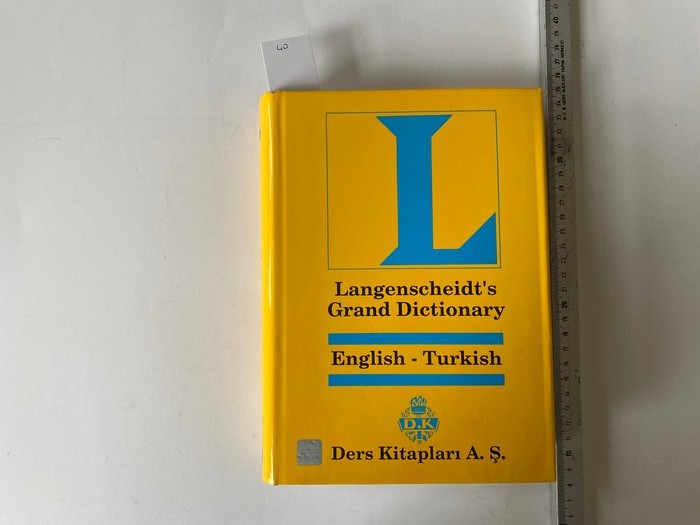 40
L
Langenscheidt's
Grand Dictionary
English - Turkish
D.K
Ders Kitapları A. Ş.